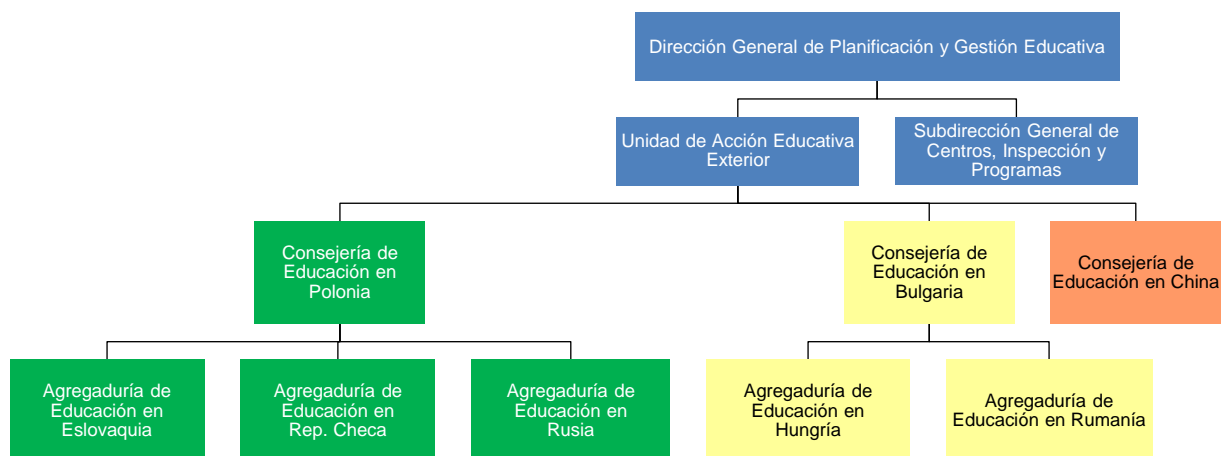 Dirección General de Planificación y Gestión Educativa
Unidad de Acción Educativa
Exterior
Subdirección General de
Centros, Inspección y
Programas
Consejería de
Educación en
Polonia
Consejería de
Educación en
Bulgaria
Consejería de
Educación en China
Agregaduría de
Educación en
Eslovaquia
Agregaduría de
Educación en
Rep. Checa
Agregaduría de
Educación en
Rusia
Agregaduría de
Educación en
Hungría
Agregaduría de
Educación en Rumanía